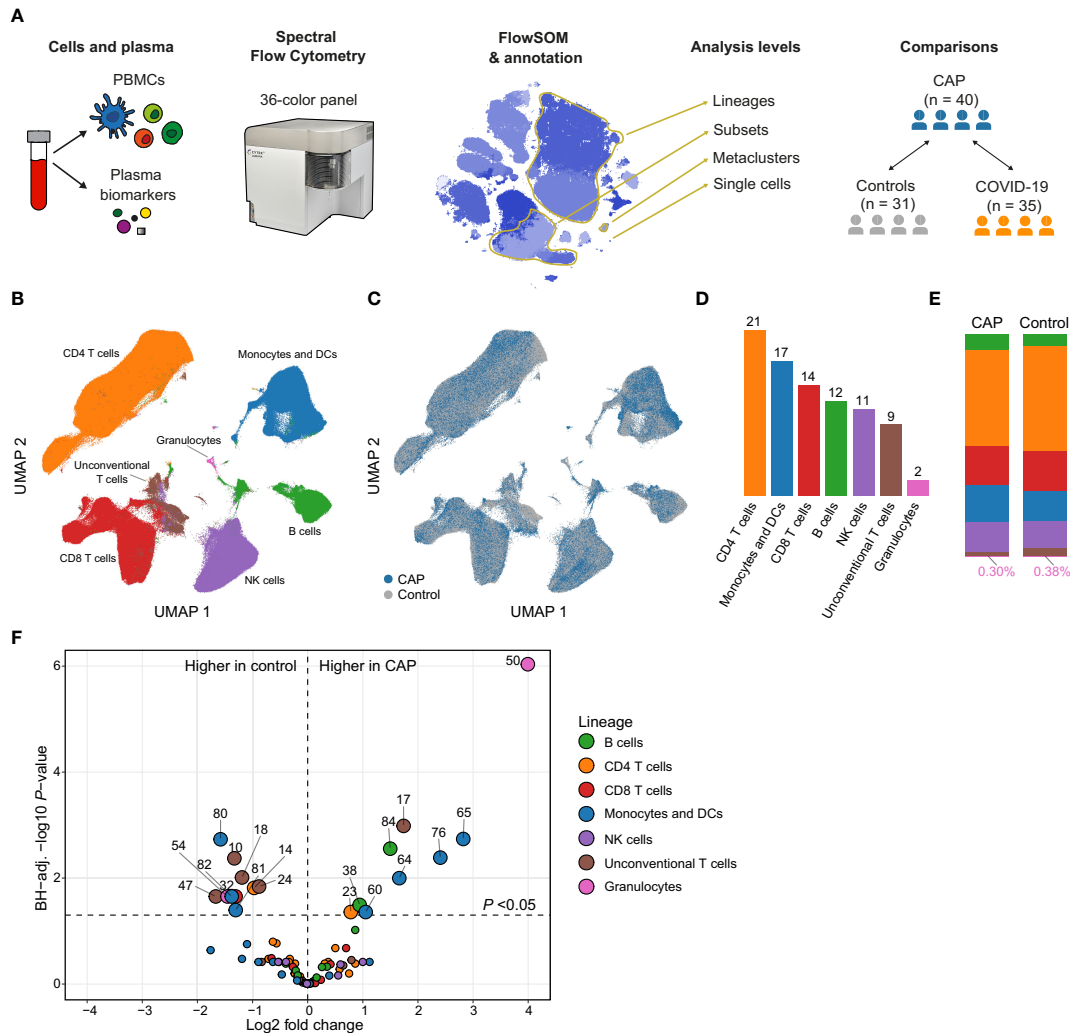 A
Cells and plasma
PBMCs
Plasma
biomarkers
Spectral
Flow Cytometry
36-color panel
FlowSOM
& annotation
Analysis levels
Lineages
Subsets
Metaclusters
Single cells
Comparisons
CAP
(n = 40)
Controls
(n = 31)
COVID-19
(n = 35)
B
CD4 T cells
Monocytes and DCs
Granulocytes
Unconventional
T cells
B cells
CD8 T cells
NK cells
UMAP 2
UMAP 1
C
UMAP 2
CAP
Control
UMAP 1
D
21
17
14
12
11
9
2
CD4 T cells
Monocytes and DCs
CD8 T cells
B cells
NK cells
Unconventional T cells
Granulocytes
E
CAP
Control
0.30%
0.38%
F
Higher in control
Higher in CAP
50
17
65
84
76
64
38
23
60
80
18
54
10
14
82
81
47
32
24
P <0.05
6
4
2
0
BH−adj. −log10 P−value
−4
−3
−2
−1
0
1
2
3
4
Log2 fold change
Lineage
B cells
CD4 T cells
CD8 T cells
Monocytes and DCs
NK cells
Unconventional T cells
Granulocytes